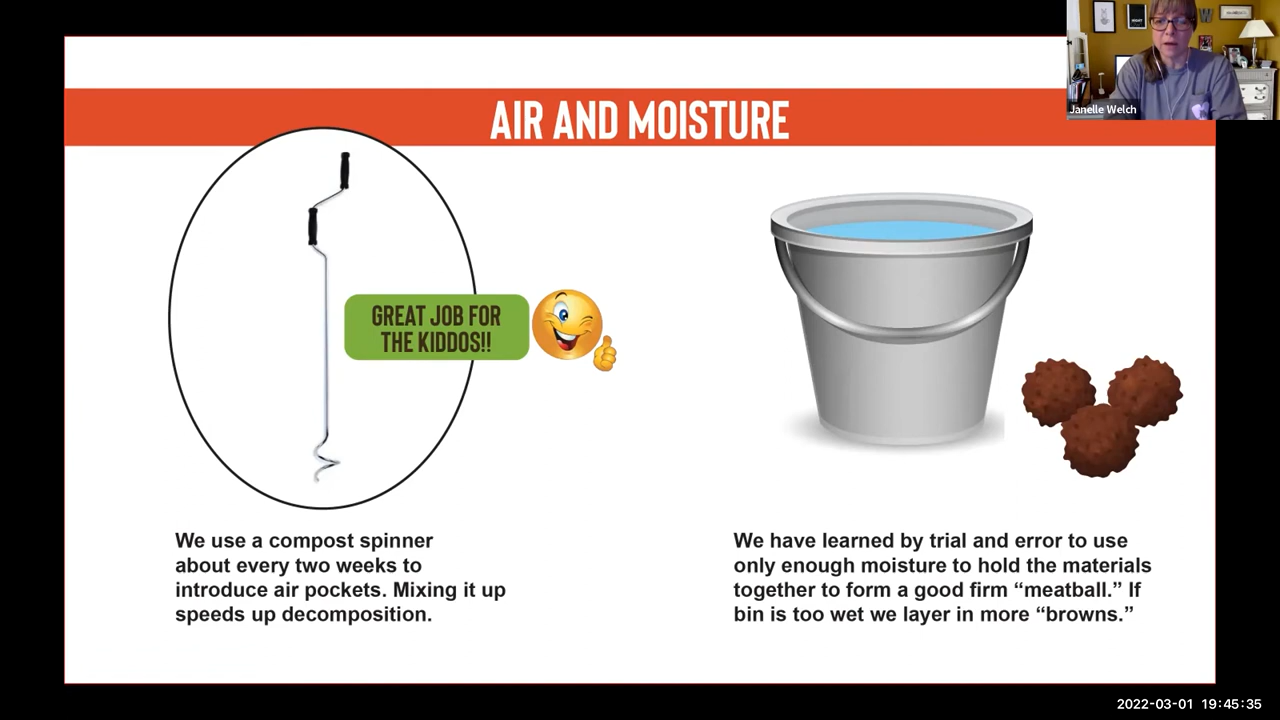 AIR AND MOISTURE
Janelle Welch
GREAT JOB FOR
THE KIDDOS!!
We use a compost spinner
about every two weeks to
introduce air pockets. Mixing it up
speeds up decomposition.
We have learned by trial and error to use
only enough moisture to hold the materials
together to form a good firm “meatball.” If
bin is too wet we layer in more “browns.”
2022-03-01 19:45:35